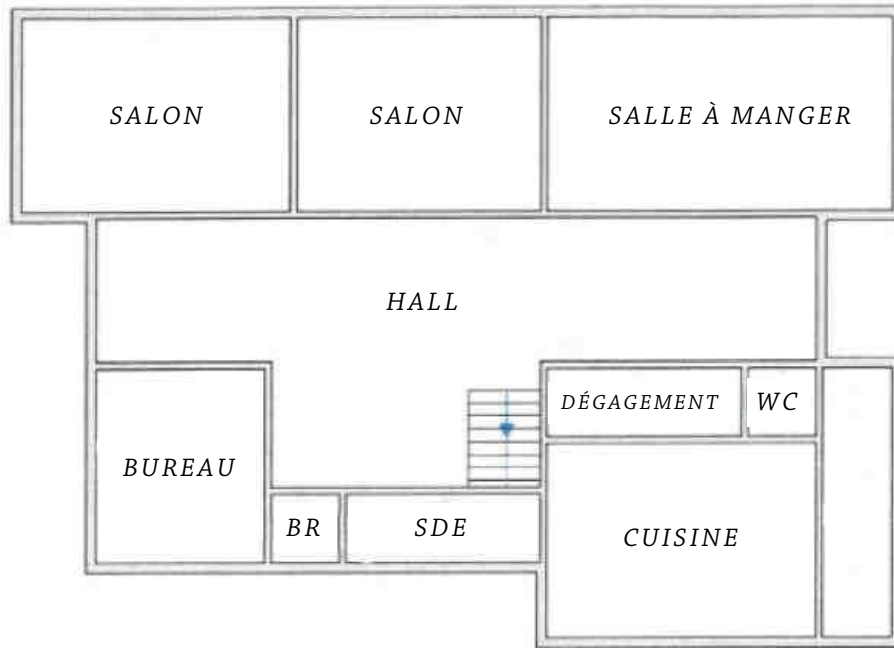 SALON
SALON
SALLE À MANGER
HALL
DÉGAGEMENT
WC
BUREAU
BR
SDE
CUISINE